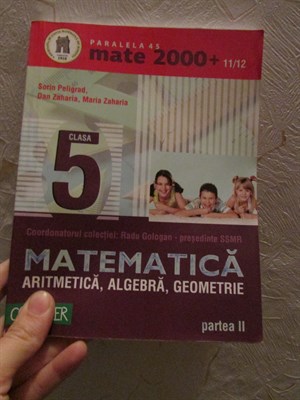 PARALELA 45
mate 2000+ 11/12
Sorin Peligrad,
Dan Zaharia, Maria Zaharia
CLASA
5
Coordonatorul colecției: Radu Gologan - președinte SSMR
MATEMATICĂ
ARITMETICĂ, ALGEBRĂ, GEOMETRIE
partea II